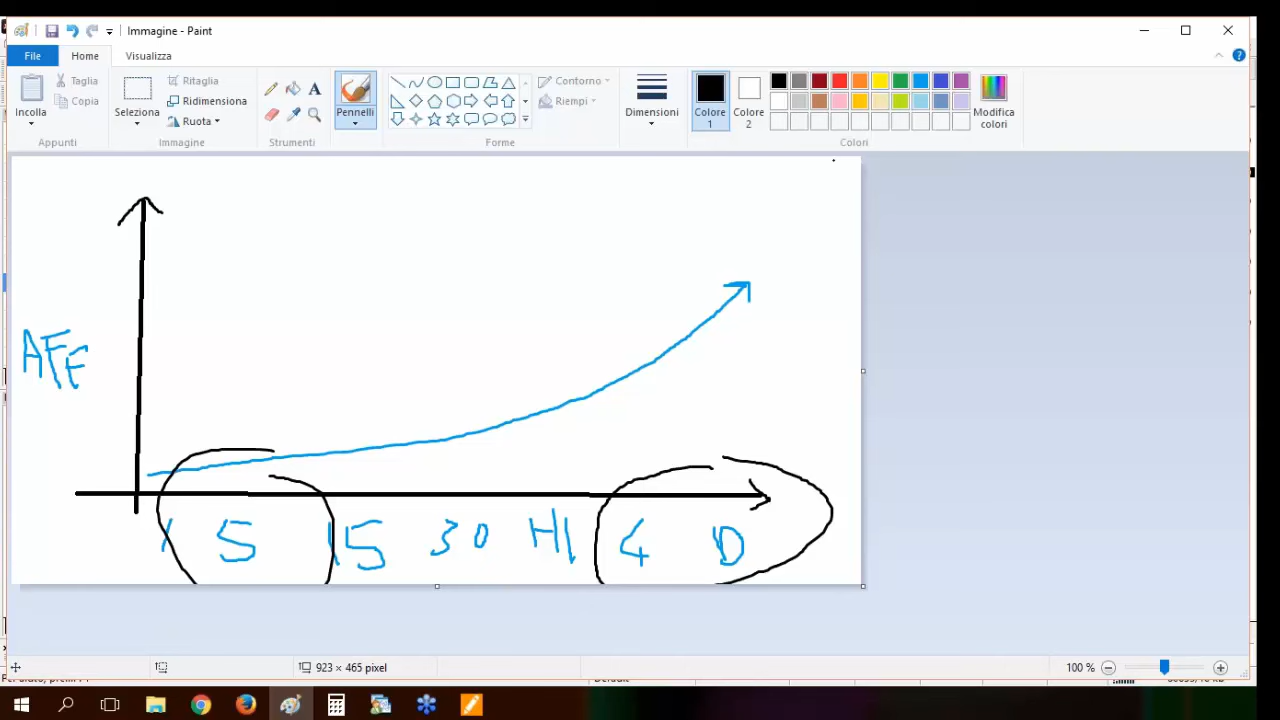 Immagine - Paint
File Home Visualizza
Incolla
Taglia
Copia
Appunti
Seleziona
Ritaglia
Ridimensiona
Ruota
Immagine
Strumenti
Pennelli
Forme
Contorno
Riempi
Dimensioni
Colore 1
Colore 2
Modifica colori
Colori
AFF
1 5 15 30 H1 4 D
923 × 465 pixel
100 %